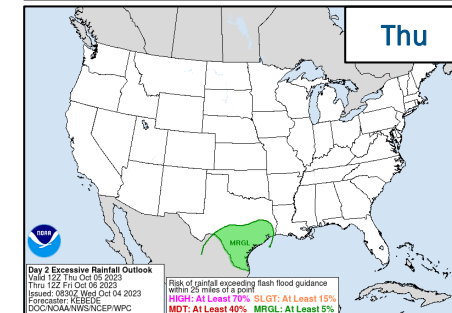 Thu
MRGL
NOAA
Day 2 Excessive Rainfall Outlook
Valid 12Z Thu Oct 05 2023
Thru 12Z Fri Oct 06 2023
Issued: 0830Z Wed Oct 04 2023
Forecaster: KEBEDE
DOC/NOAA/NWS/NCEP/WPC
Risk of rainfall exceeding flash flood guidance
within 25 miles of a point
HIGH: At Least 70% SLGT: At Least 15%
MDT: At Least 40% MRGL: At Least 5%